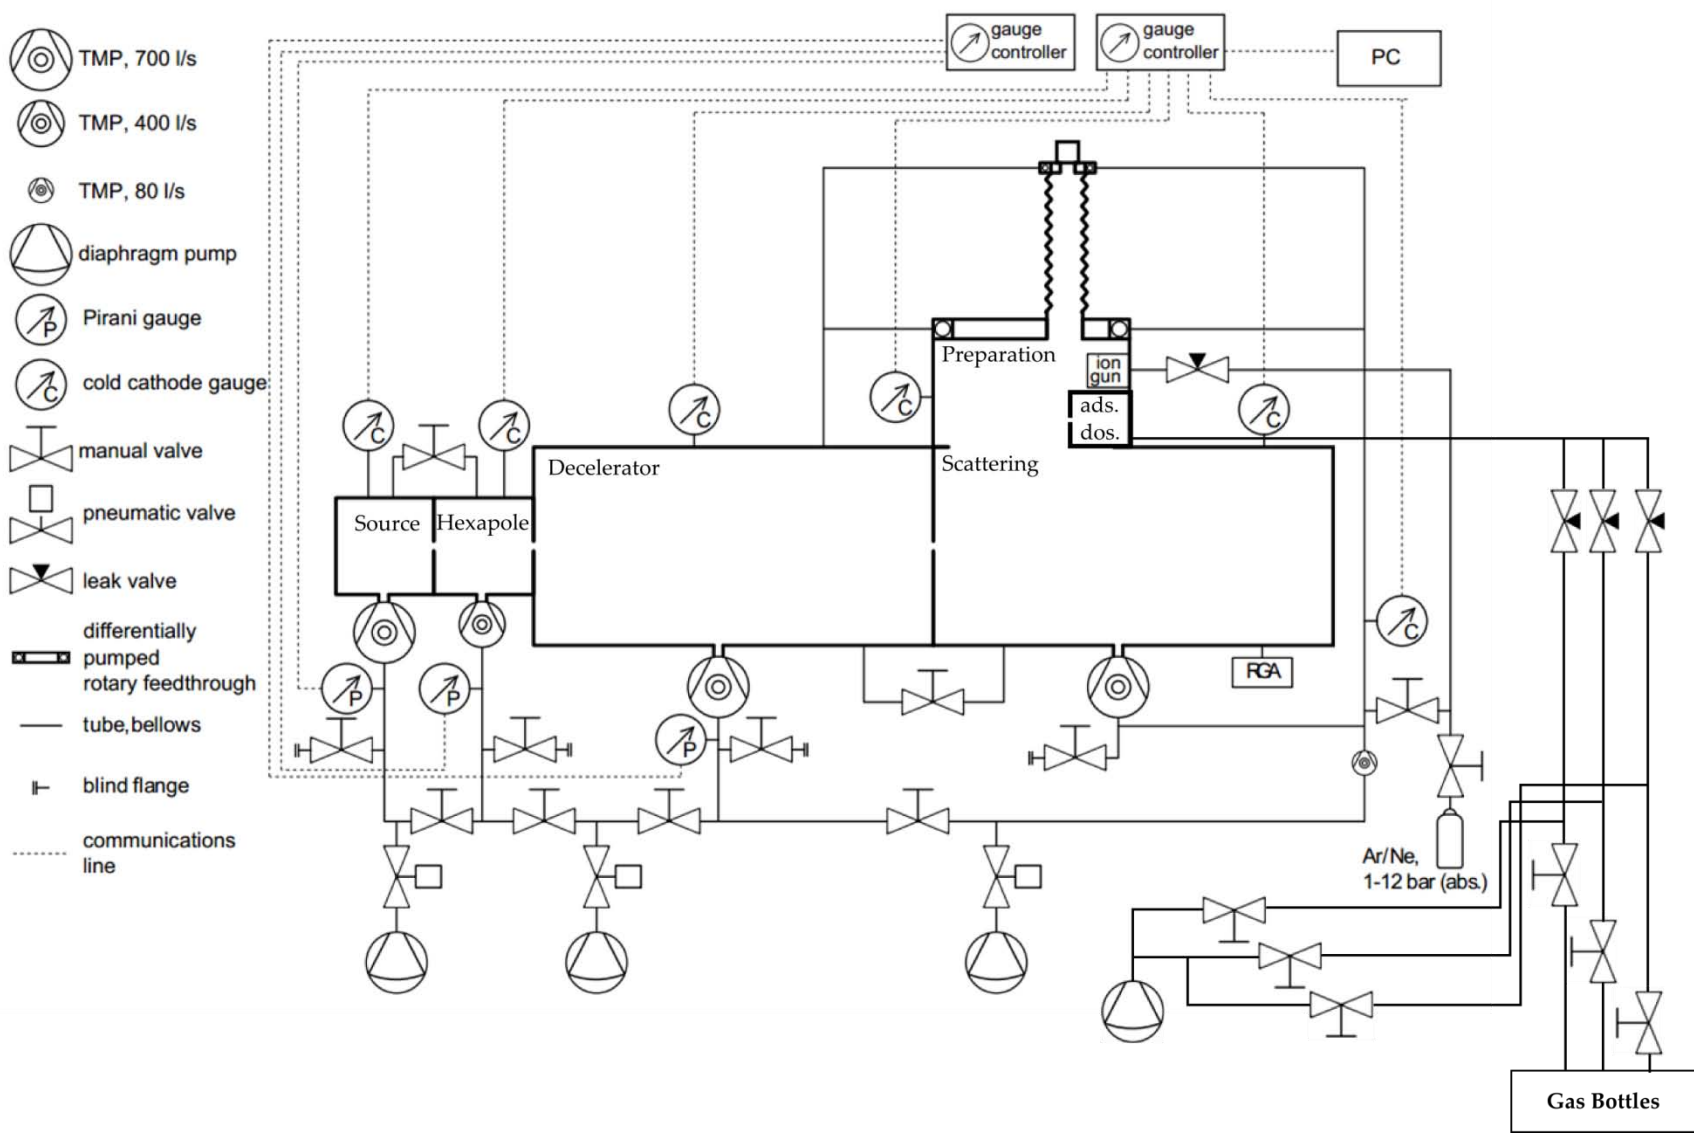 TMP, 700 l/s
TMP, 400 l/s
TMP, 80 l/s
diaphragm pump
P
Pirani gauge
C
cold cathode gauge
manual valve
pneumatic valve
leak valve
differentially
pumped
rotary feedthrough
tube,bellows
blind flange
communications
line
gauge
controller
gauge
controller
PC
Preparation
ion
gun
ads.
dos.
C
C
C
C
C
Decelerator
Scattering
Source
Hexapole
C
RGA
P
P
P
Ar/Ne,
1-12 bar (abs.)
Gas Bottles